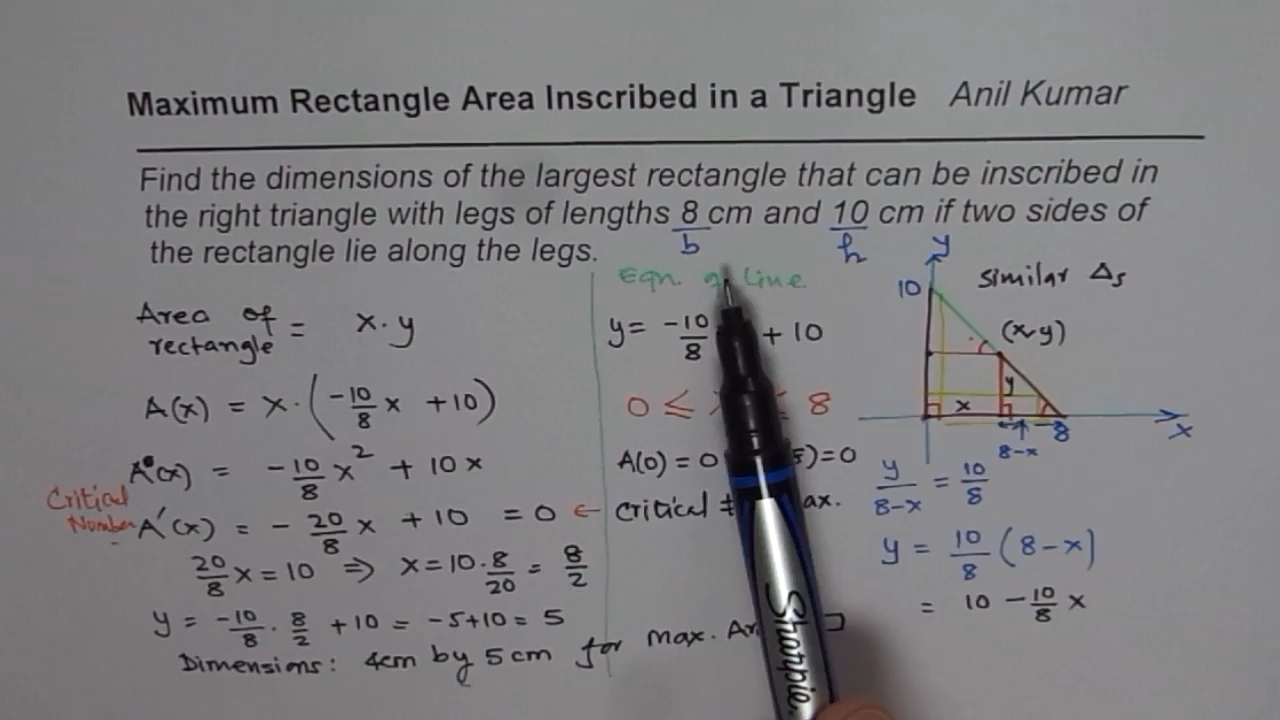 Maximum Rectangle Area Inscribed in a Triangle Anil Kumar
Find the dimensions of the largest rectangle that can be inscribed in
the right triangle with legs of lengths 8 cm and 10 cm if two sides of
the rectangle lie along the legs.
b
h
Area of rectangle = x · y
A(x) = x · (-10/8 x + 10)
A(x) = -10/8 x² + 10x
Critical Number
A'(x) = - 20/8 x + 10 = 0 ←
20/8 x = 10 ⇒ x = 10 · 8/20 = 8/2
y = -10/8 · 8/2 + 10 = -5 + 10 = 5
Dimensions: 4cm by 5cm for Max.
Eqn. Line
y = -10/8 + 10
0 ≤ 8
A(0) = 0 )=0
Critical ax.
y
10
Similar Δs
(x,y)
y
x
8-x
8
x
y/8-x = 10/8
y = 10/8 (8-x)
= 10 - 10/8 x
Sharpie.